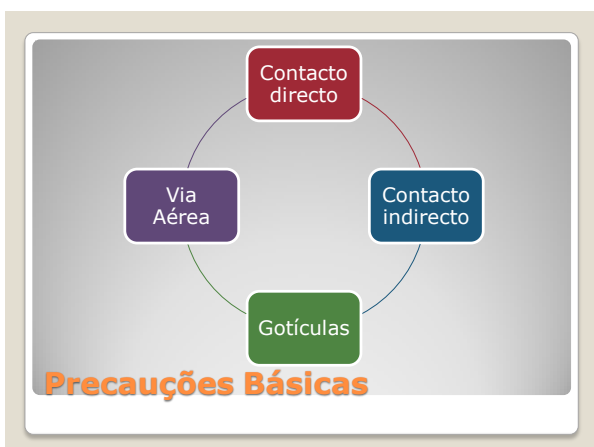 Contacto
directo
Via
Aérea
Contacto
indirecto
Gotículas
Precauções Básicas